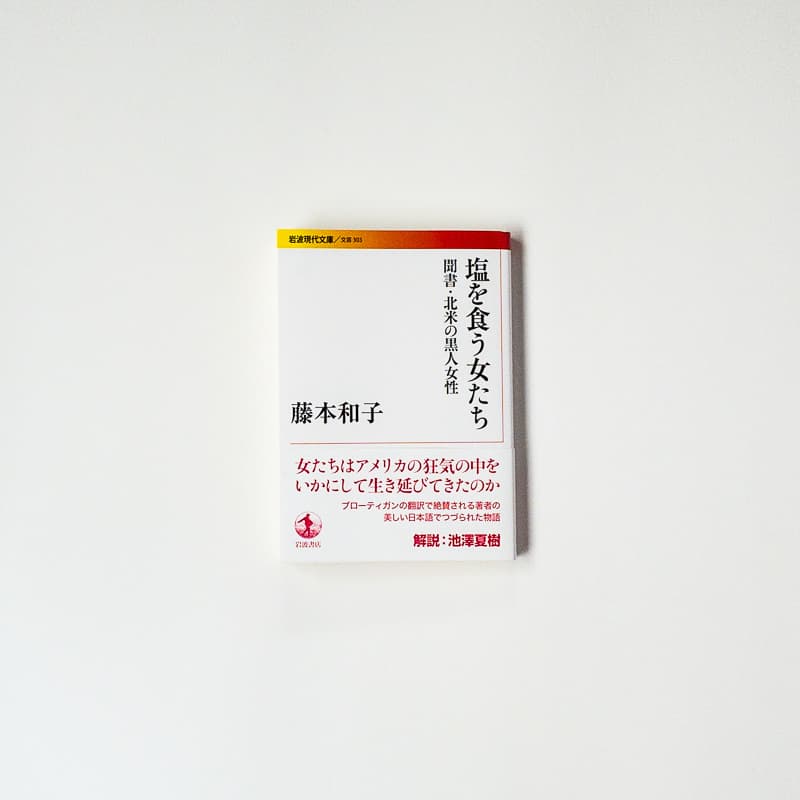 岩波現代文庫／文芸 303
塩を食う女たち
聞書・北米の黒人女性
藤本和子
女たちはアメリカの狂気の中を
いかにして生き延びてきたのか
ブローティガンの翻訳で絶賛される著者の
美しい日本語でつづられた物語
解説：池澤夏樹
岩波書店